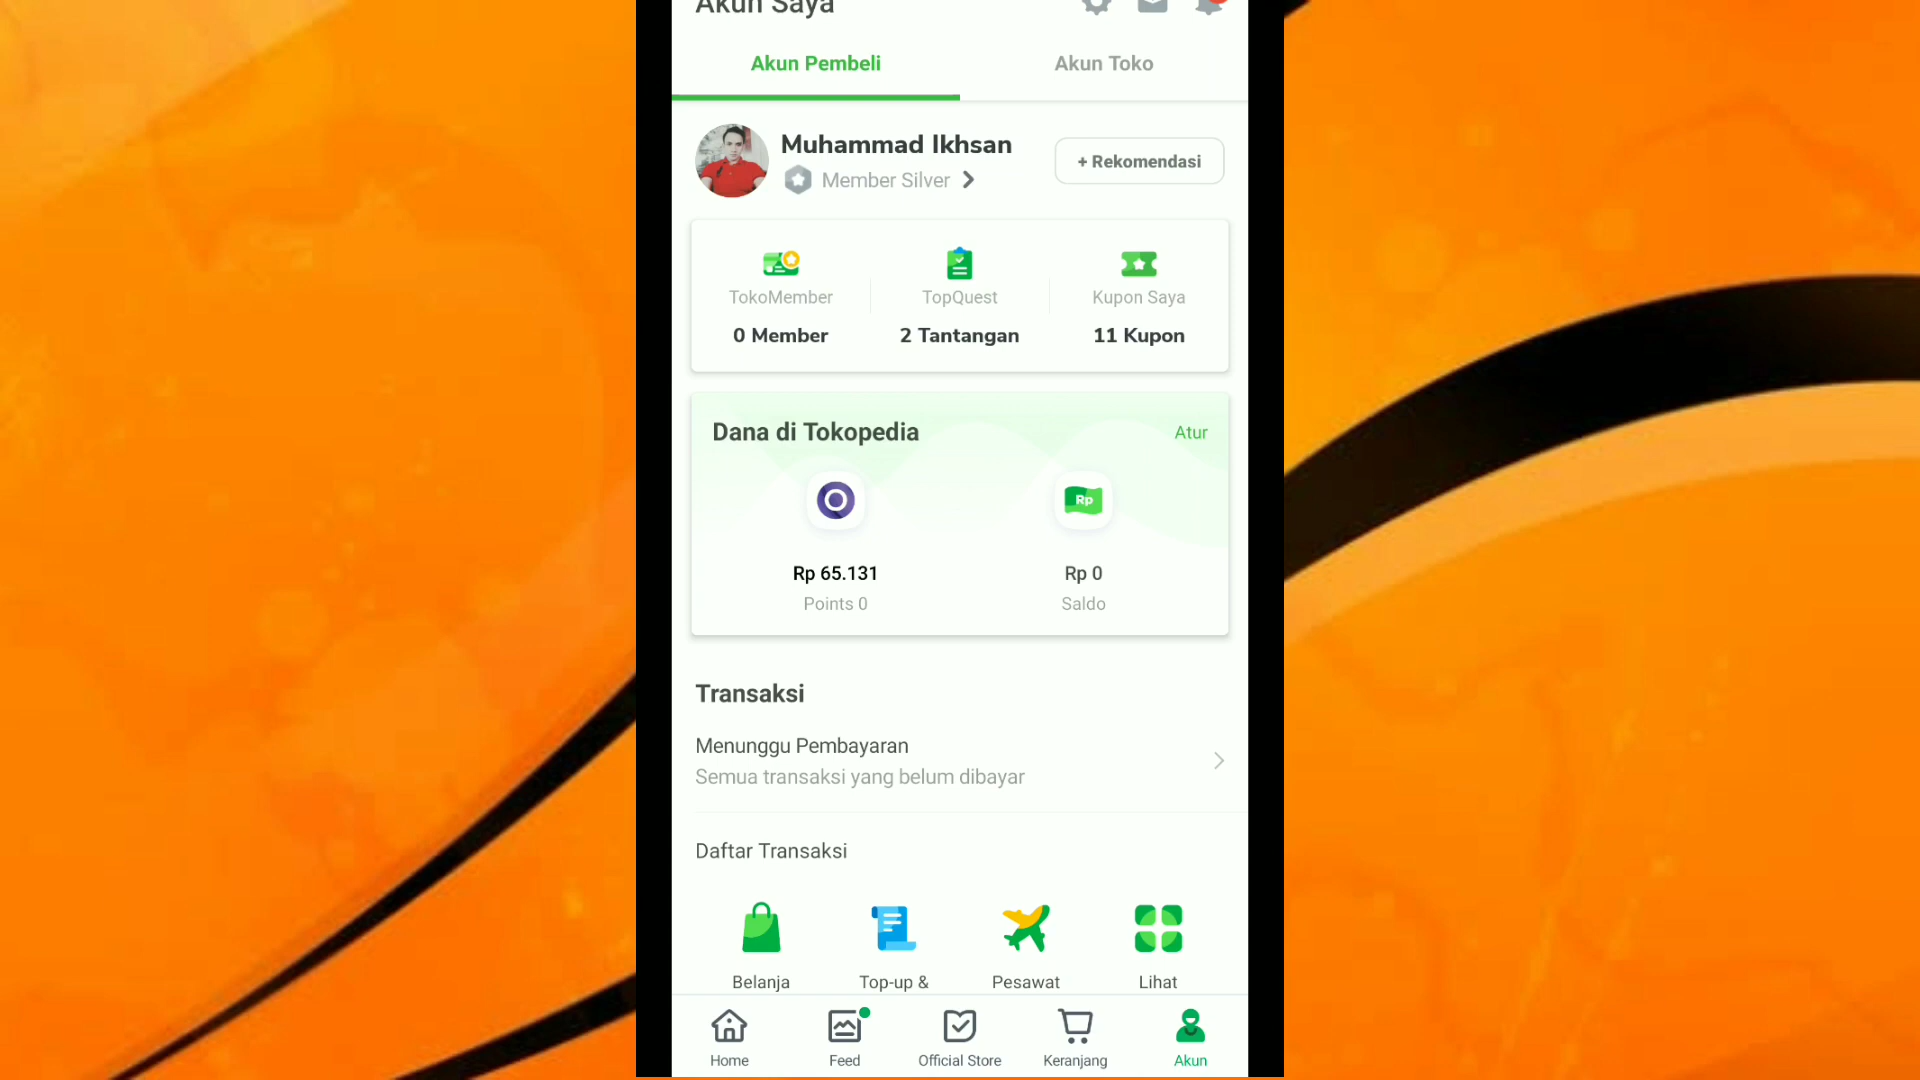 Akun Saya
Akun Pembeli
Akun Toko
Muhammad Ikhsan
Member Silver
+ Rekomendasi
TokoMember
TopQuest
Kupon Saya
0 Member
2 Tantangan
11 Kupon
Dana di Tokopedia
Atur
Rp
Rp 65.131
Rp 0
Points 0
Saldo
Transaksi
Menunggu Pembayaran
Semua transaksi yang belum dibayar
Daftar Transaksi
Belanja
Top-up &
Pesawat
Lihat
Home
Feed
Official Store
Keranjang
Akun